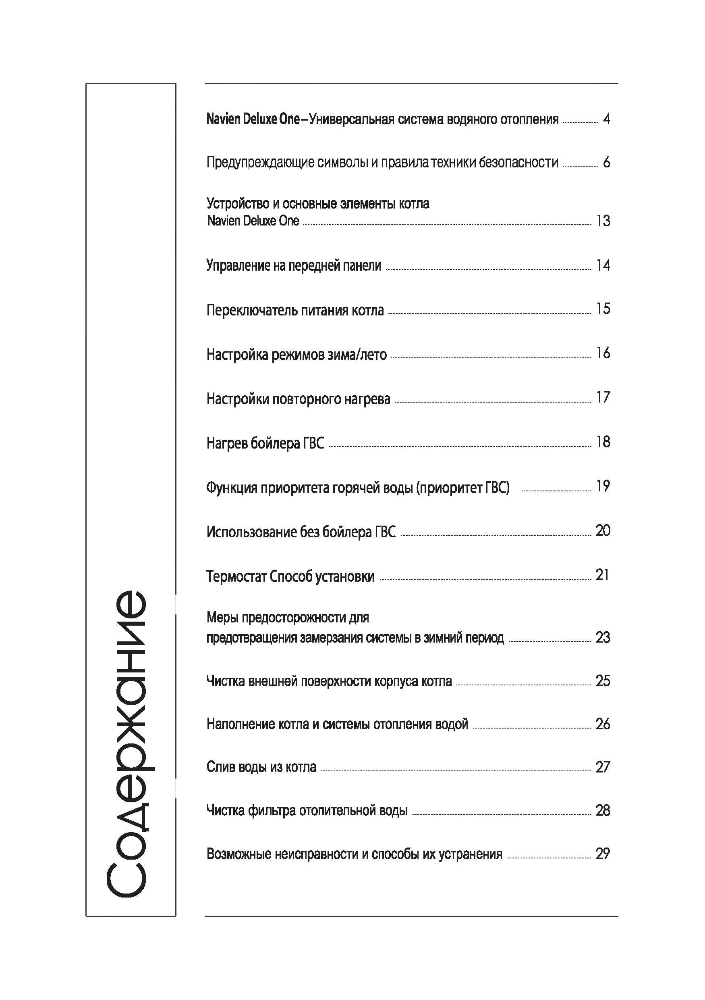 Содержание
Navien Deluxe One–Универсальная система водяного отопления 4
Предупреждающие символы и правила техники безопасности 6
Устройство и основные элементы котла
Navien Deluxe One 13
Управление на передней панели 14
Переключатель питания котла 15
Настройка режимов зима/лето 16
Настройки повторного нагрева 17
Нагрев бойлера ГВС 18
Функция приоритета горячей воды (приоритет ГВС) 19
Использование без бойлера ГВС 20
Термостат Способ установки 21
Меры предосторожности для
предотвращения замерзания системы в зимний период 23
Чистка внешней поверхности корпуса котла 25
Наполнение котла и системы отопления водой 26
Слив воды из котла 27
Чистка фильтра отопительной воды 28
Возможные неисправности и способы их устранения 29